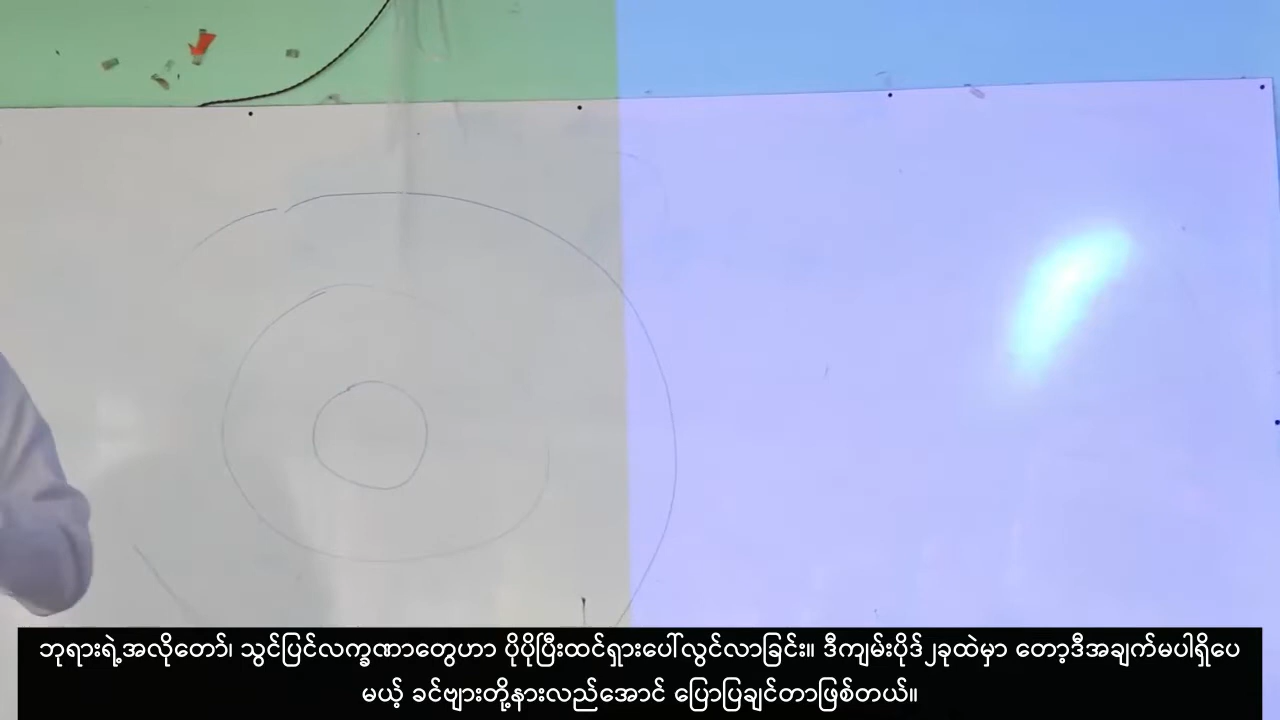 ဘုရားရဲ့အလိုတော်၊ သွင်ပြင်လက္ခဏာတွေဟာ ပိုပိုပြီးထင်ရှားပေါ်လွင်လာခြင်း။ ဒီကျမ်းပိုဒ်၂ခုထဲမှာ တော့ဒီအချက်မပါရှိပေ
မယ့် ခင်ဗျားတို့နားလည်အောင် ပြောပြချင်တာဖြစ်တယ်။